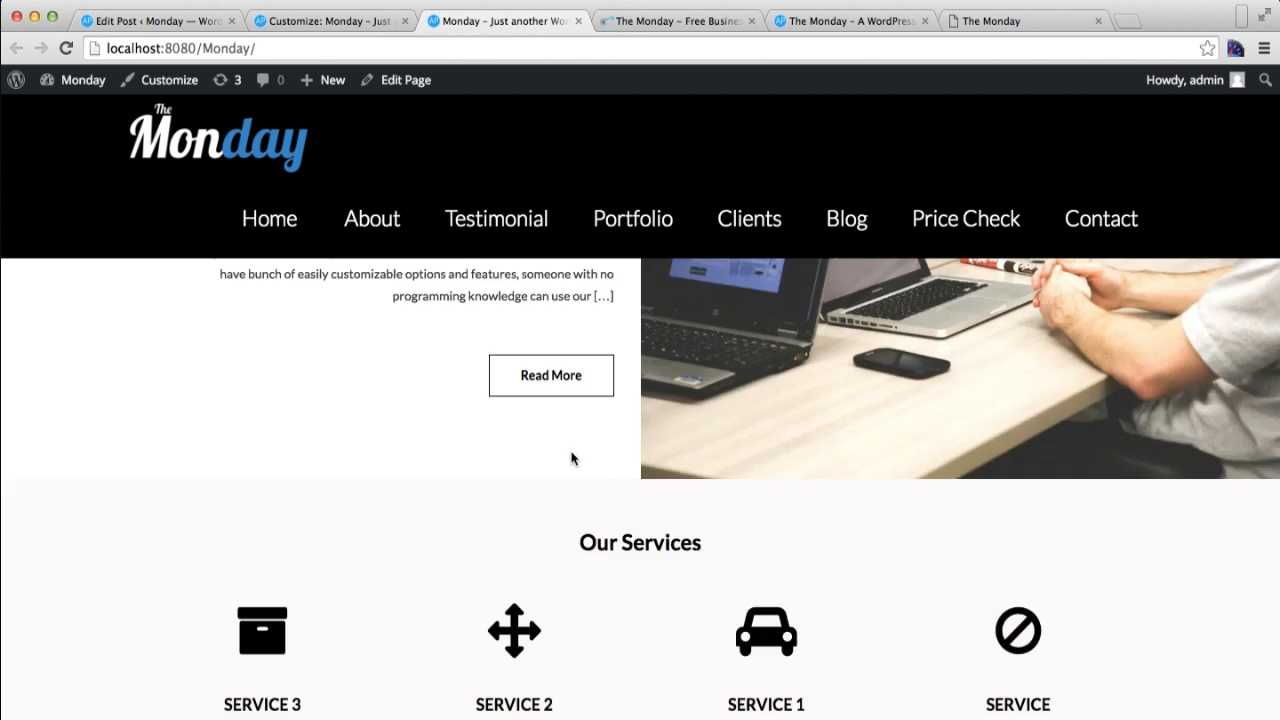 Edit Post ‹ Monday — Word
Customize: Monday – Just a
Monday – Just another Wor
The Monday – Free Busines
The Monday – A WordPress
The Monday
localhost:8080/Monday/
Monday Customize 3 0 New Edit Page Howdy, admin
The
Monday
Home About Testimonial Portfolio Clients Blog Price Check Contact
have bunch of easily customizable options and features, someone with no
programming knowledge can use our […]
Read More
Our Services
SERVICE 3 SERVICE 2 SERVICE 1 SERVICE